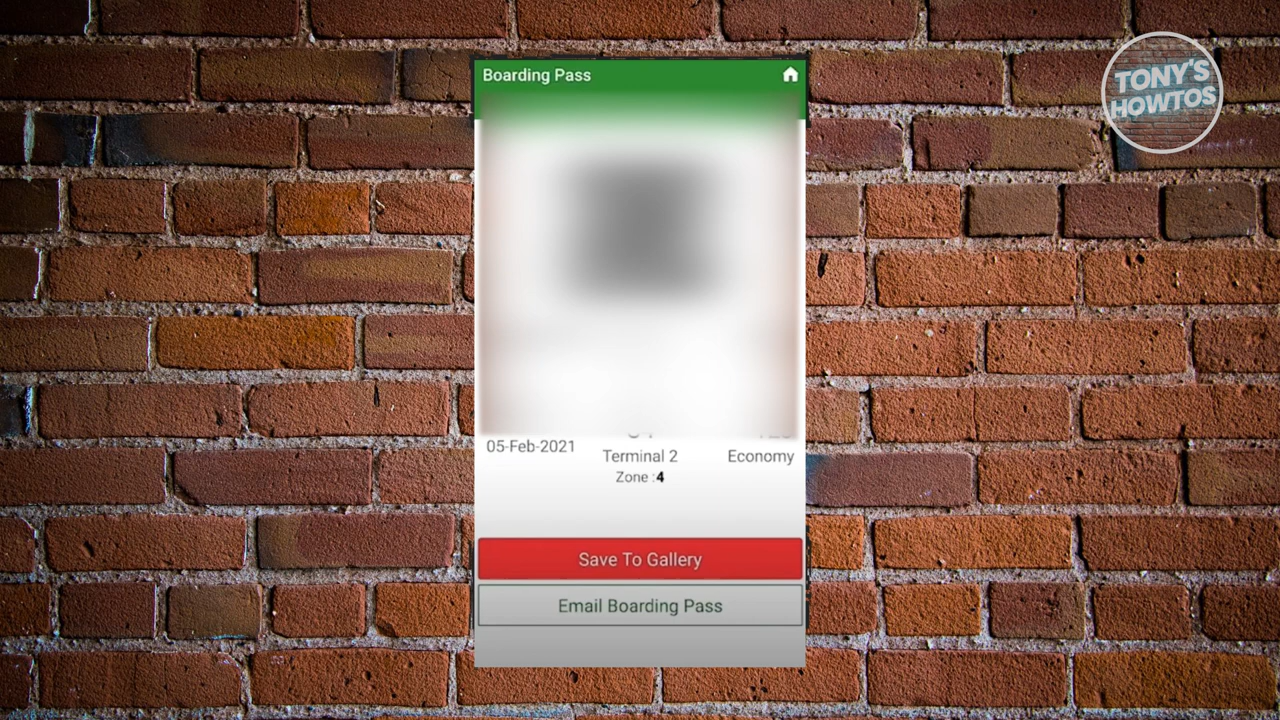 Boarding Pass
TONY'S
HOWTOS
05-Feb-2021
Terminal 2
Economy
Zone :4
Save To Gallery
Email Boarding Pass